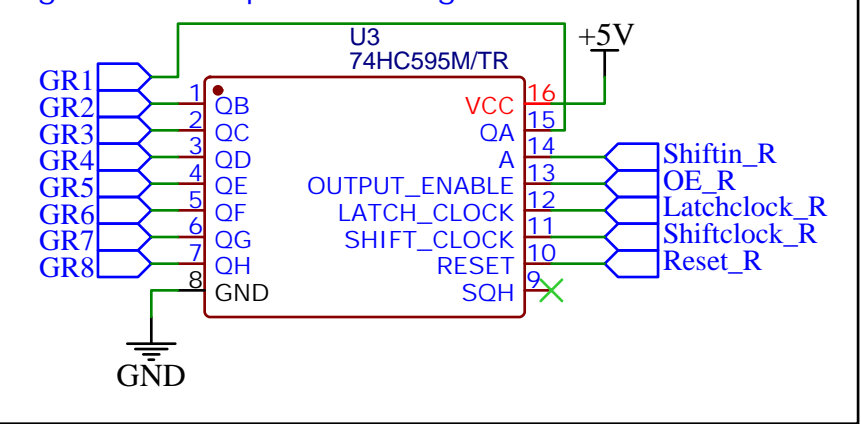 U3
74HC595M/TR
+5V
GR1
GR2
GR3
GR4
GR5
GR6
GR7
GR8
1 QB
2 QC
3 QD
4 QE
5 QF
6 QG
7 QH
8 GND
VCC 16
QA 15
A 14
OUTPUT_ENABLE 13
LATCH_CLOCK 12
SHIFT_CLOCK 11
RESET 10
SQH 9
Shiftin_R
OE_R
Latchclock_R
Shiftclock_R
Reset_R
GND